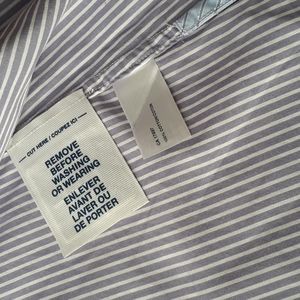 — CUT HERE / COUPEZ ICI —
REMOVE
BEFORE
WASHING
OR WEARING
ENLEVER
AVANT DE
LAVER OU
DE PORTER